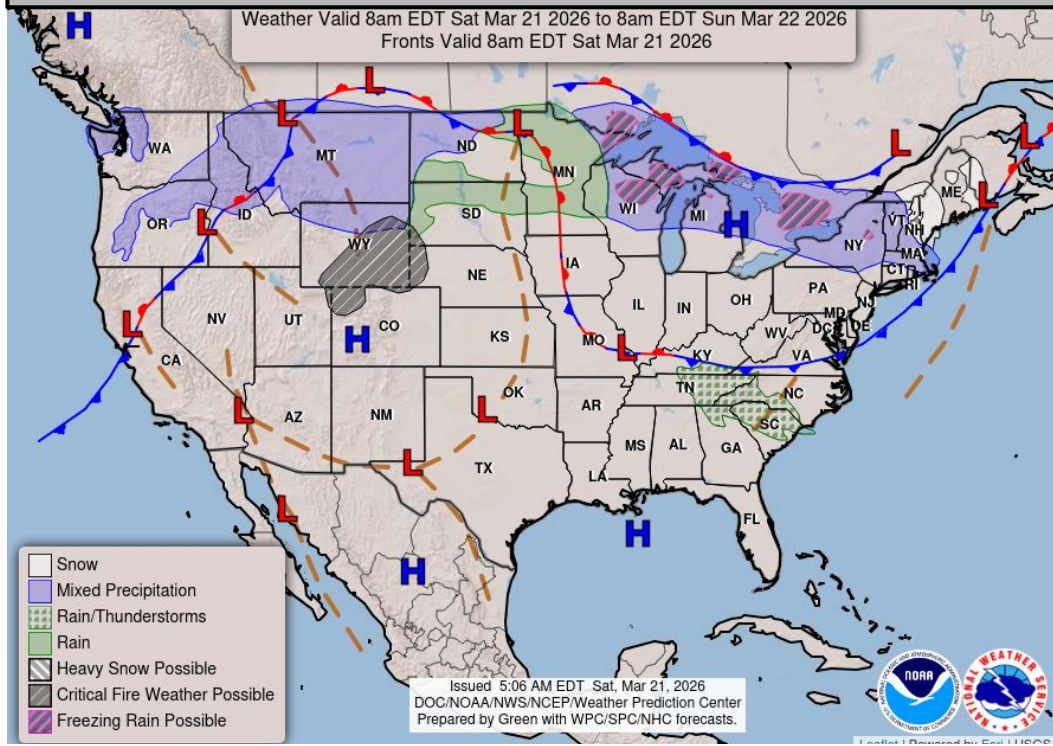 Weather Valid 8am EDT Sat Mar 21 2026 to 8am EDT Sun Mar 22 2026
Fronts Valid 8am EDT Sat Mar 21 2026
H
L
L
L
L
L
L
WA
MT
ND
MN
OR
ID
WY
SD
WI
MI
H
NY
VT
NH
ME
MA
CT
RI
L
L
NE
IA
IL
IN
OH
PA
NJ
MD
DE
DC
WV
VA
NV
UT
CO
H
KS
MO
L
KY
CA
AZ
NM
OK
L
AR
TN
NC
SC
L
L
L
TX
LA
MS
AL
GA
FL
H
H
Snow
Mixed Precipitation
Rain/Thunderstorms
Rain
Heavy Snow Possible
Critical Fire Weather Possible
Freezing Rain Possible
Issued 5:06 AM EDT Sat, Mar 21, 2026
DOC/NOAA/NWS/NCEP/Weather Prediction Center
Prepared by Green with WPC/SPC/NHC forecasts.
NOAA
NATIONAL WEATHER SERVICE
Leaflet | Powered by Esri | USGS